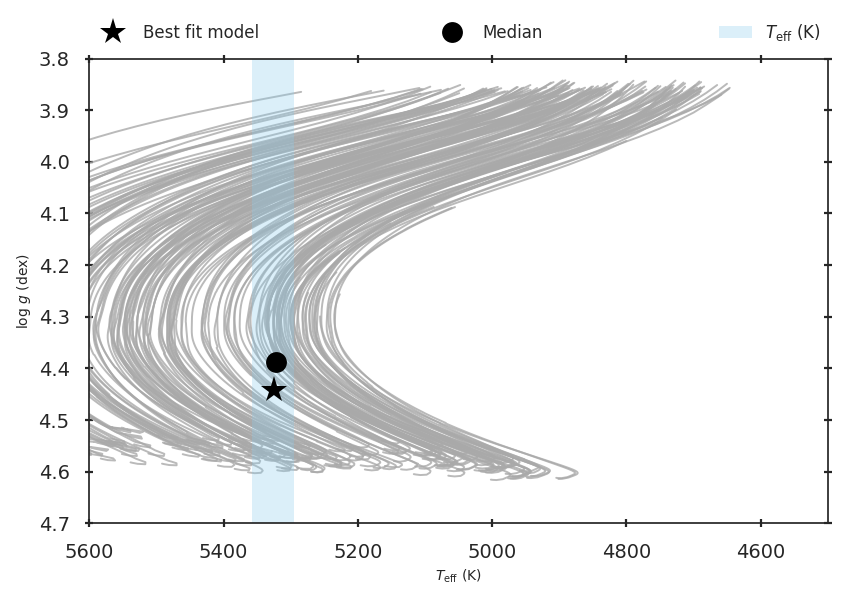 Best fit model Median T_eff (K)
3.8
3.9
4.0
4.1
4.2
4.3
4.4
4.5
4.6
4.7
log g (dex)
5600 5400 5200 5000 4800 4600
T_eff (K)